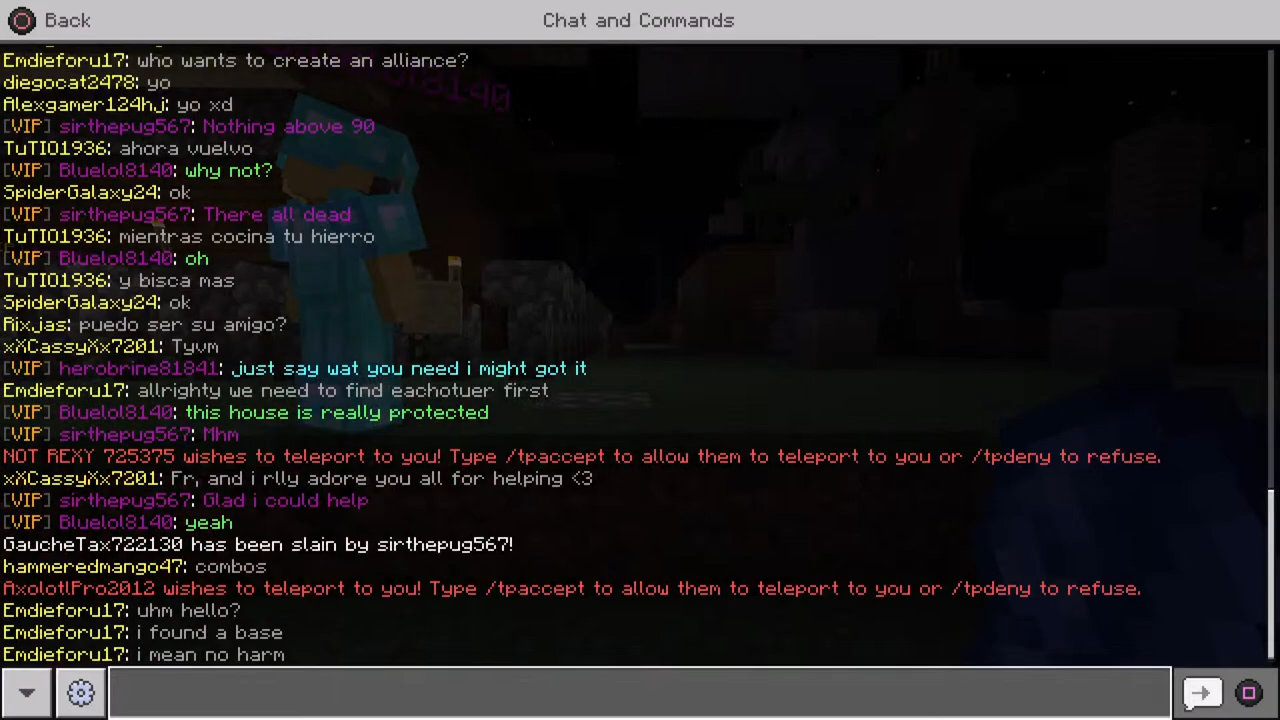 Back
Chat and Commands
Emdieforu17: who wants to create an alliance?
diegocat2478: yo
Alexgamer124hj: yo xd
[VIP] sirthepug567: Nothing above 90
TuTIO1936: ahora vuelvo
[VIP] Bluelol8140: why not?
SpiderGalaxy24: ok
[VIP] sirthepug567: There all dead
TuTIO1936: mientras cocina tu hierro
[VIP] Bluelol8140: oh
TuTIO1936: y bisca mas
SpiderGalaxy24: ok
Rixjas: puedo ser su amigo?
xXCassyXx7201: Tyvm
[VIP] herobrine81841: just say wat you need i might got it
Emdieforu17: allrighty we need to find eachotuer first
[VIP] Bluelol8140: this house is really protected
[VIP] sirthepug567: Mhm
NOT REXY 725375 wishes to teleport to you! Type /tpaccept to allow them to teleport to you or /tpdeny to refuse.
xXCassyXx7201: Fr, and i rlly adore you all for helping <3
[VIP] sirthepug567: Glad i could help
[VIP] Bluelol8140: yeah
GaucheTax722130 has been slain by sirthepug567!
hammeredmango47: combos
AxolotlPro2012 wishes to teleport to you! Type /tpaccept to allow them to teleport to you or /tpdeny to refuse.
Emdieforu17: uhm hello?
Emdieforu17: i found a base
Emdieforu17: i mean no harm